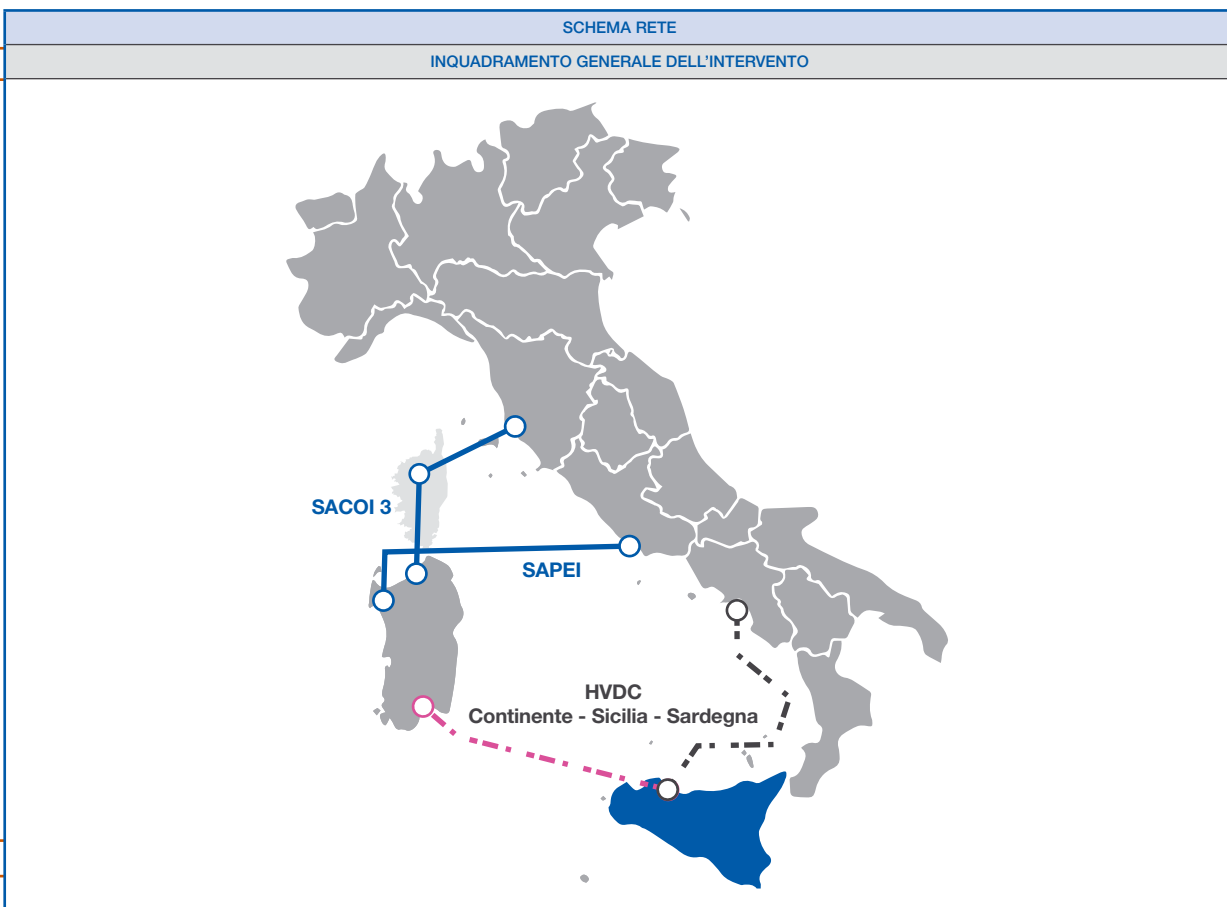 SCHEMA RETE
INQUADRAMENTO GENERALE DELL'INTERVENTO
SACOI 3
SAPEI
HVDC
Continente - Sicilia - Sardegna